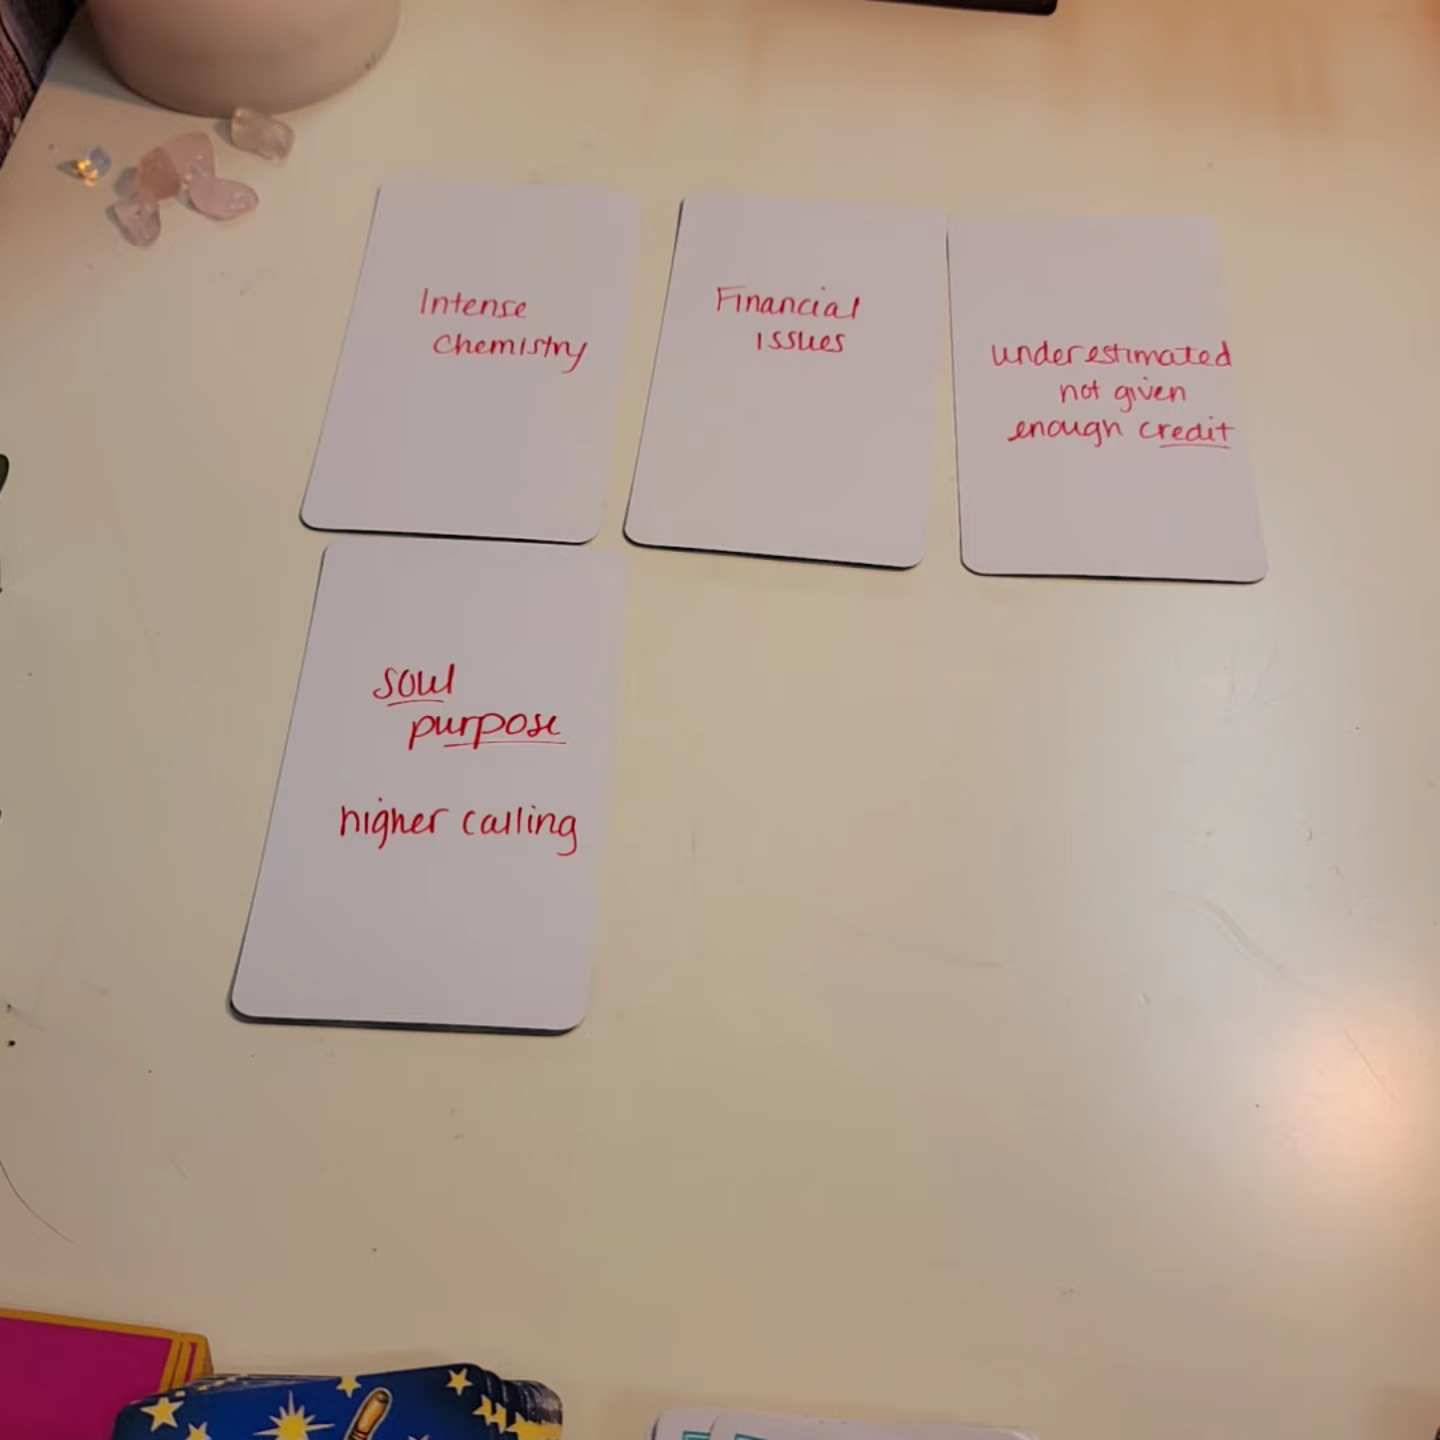 Intense
Chemistry
Financial
issues
underestimated
not given
enough credit
soul
purpose
higher calling